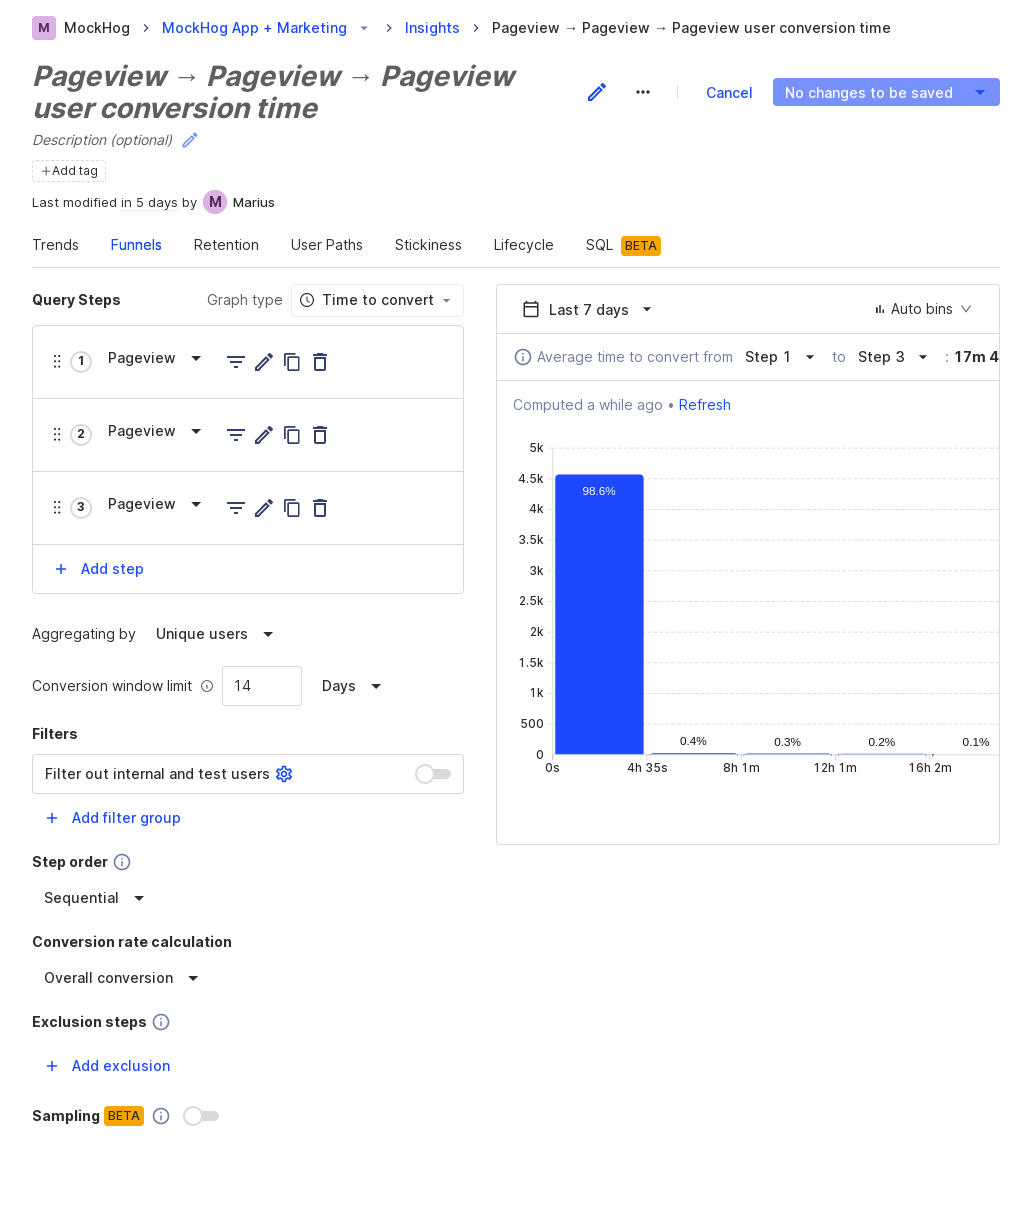 M MockHog > MockHog App + Marketing > Insights > Pageview → Pageview → Pageview user conversion time
Pageview → Pageview → Pageview
user conversion time
Cancel
No changes to be saved
Description (optional)
Add tag
Last modified in 5 days by M Marius
Trends Funnels Retention User Paths Stickiness Lifecycle SQL BETA
Query Steps
Graph type
Time to convert
1 Pageview
2 Pageview
3 Pageview
Add step
Aggregating by Unique users
Conversion window limit 14 Days
Filters
Filter out internal and test users
Add filter group
Step order
Sequential
Conversion rate calculation
Overall conversion
Exclusion steps
Add exclusion
Sampling BETA
Last 7 days
Auto bins
Average time to convert from Step 1 to Step 3 : 17m 4
Computed a while ago • Refresh
5k
4.5k
4k
3.5k
3k
2.5k
2k
1.5k
1k
500
0
98.6%
0.4%
0.3%
0.2%
0.1%
0s
4h 35s
8h 1m
12h 1m
16h 2m